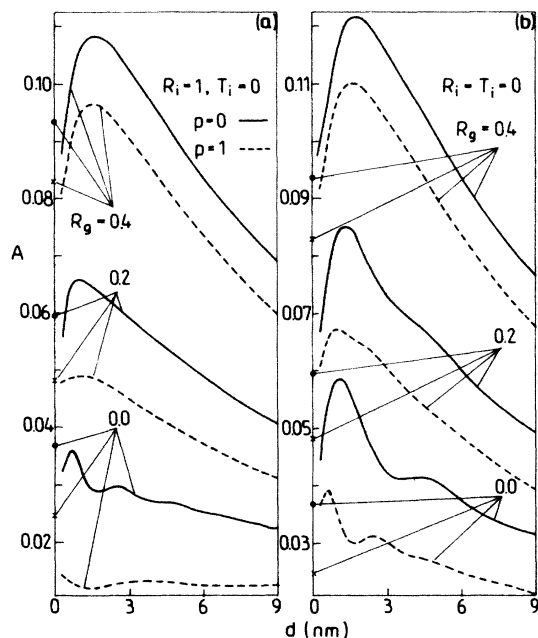 (a)
0.10
0.08
0.06
0.04
0.02
A
R_i=1, T_i=0
p=0
p=1
R_g=0.4
0.2
0.0
0 3 6 9
(b)
0.11
0.09
0.07
0.05
0.03
R_i=T_i=0
R_g=0.4
0.2
0.0
0 3 6 9
d (nm)